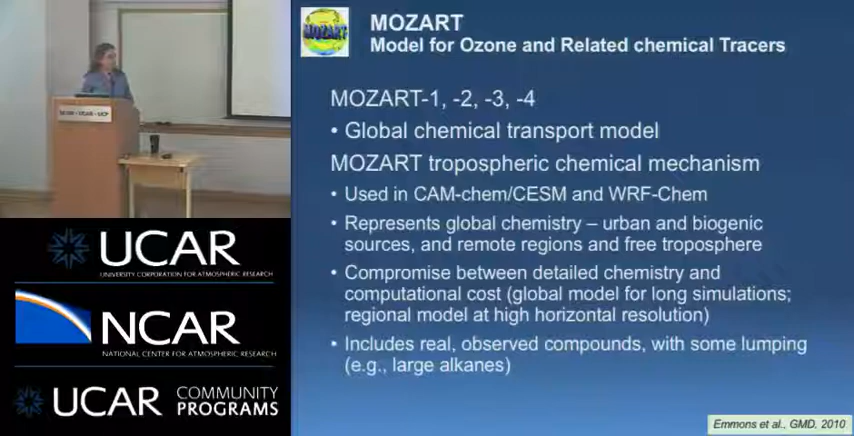 MOZART
MOZART
Model for Ozone and Related chemical Tracers
MOZART-1, -2, -3, -4
• Global chemical transport model
MOZART tropospheric chemical mechanism
• Used in CAM-chem/CESM and WRF-Chem
• Represents global chemistry – urban and biogenic
sources, and remote regions and free troposphere
• Compromise between detailed chemistry and
computational cost (global model for long simulations;
regional model at high horizontal resolution)
• Includes real, observed compounds, with some lumping
(e.g., large alkanes)
Emmons et al., GMD, 2010
UCAR
UNIVERSITY CORPORATION FOR ATMOSPHERIC RESEARCH
NCAR
NATIONAL CENTER FOR ATMOSPHERIC RESEARCH
UCAR COMMUNITY
PROGRAMS